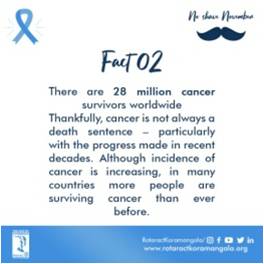 No shave November
Fact 02
There are 28 million cancer
survivors worldwide
Thankfully, cancer is not always a
death sentence – particularly
with the progress made in recent
decades. Although incidence of
cancer is increasing, in many
countries more people are
surviving cancer than ever
before.
Rotaractkoramangala/
www.rotaractkoramangala.org